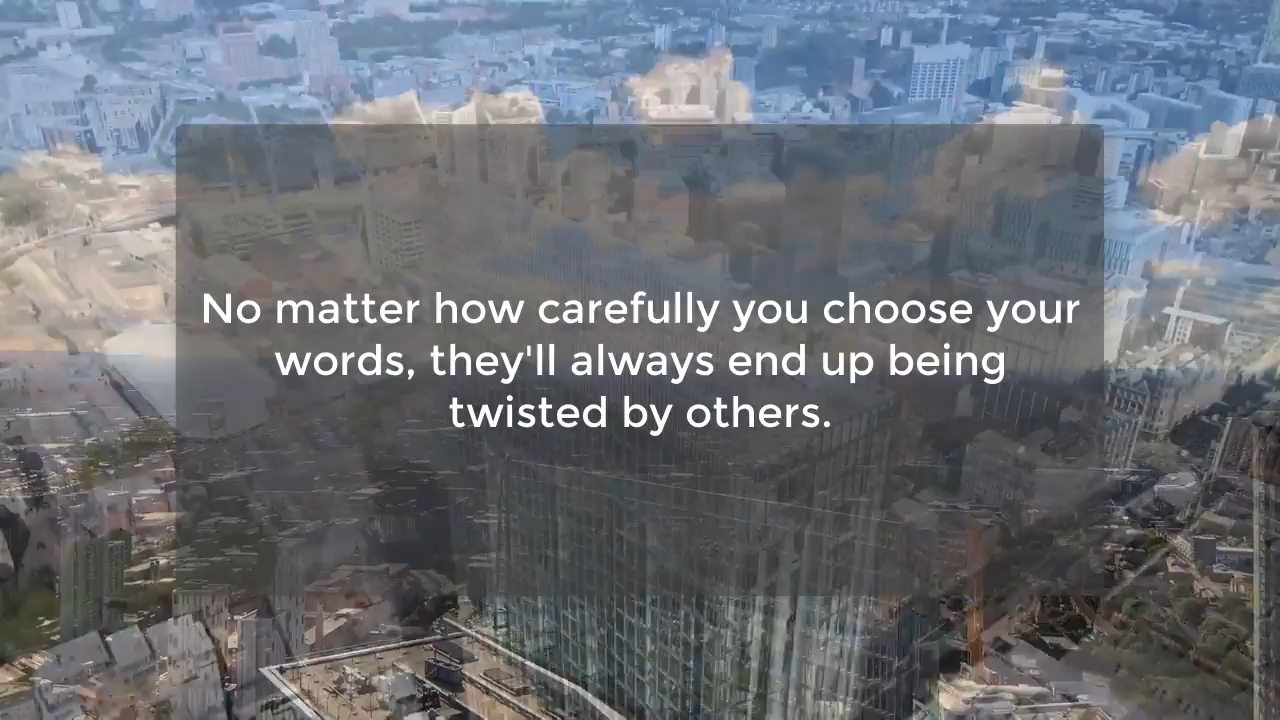 No matter how carefully you choose your
words, they'll always end up being
twisted by others.